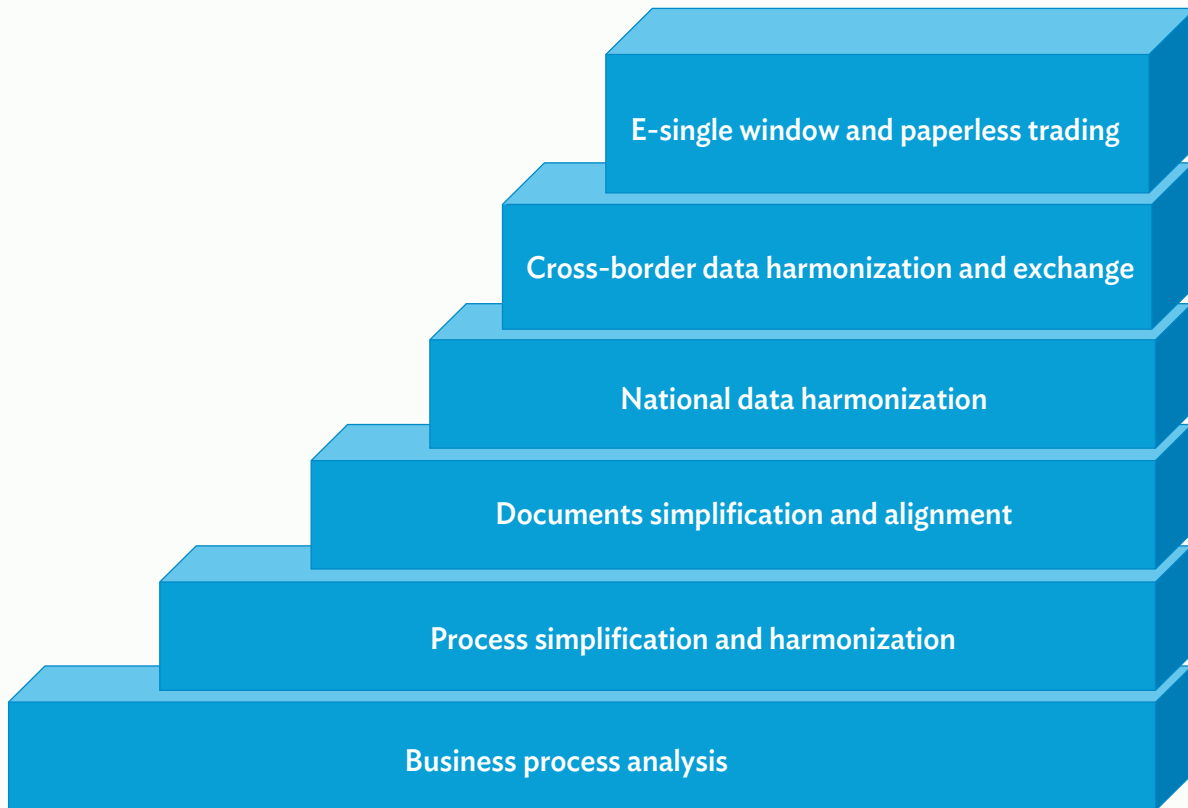 E-single window and paperless trading
Cross-border data harmonization and exchange
National data harmonization
Documents simplification and alignment
Process simplification and harmonization
Business process analysis